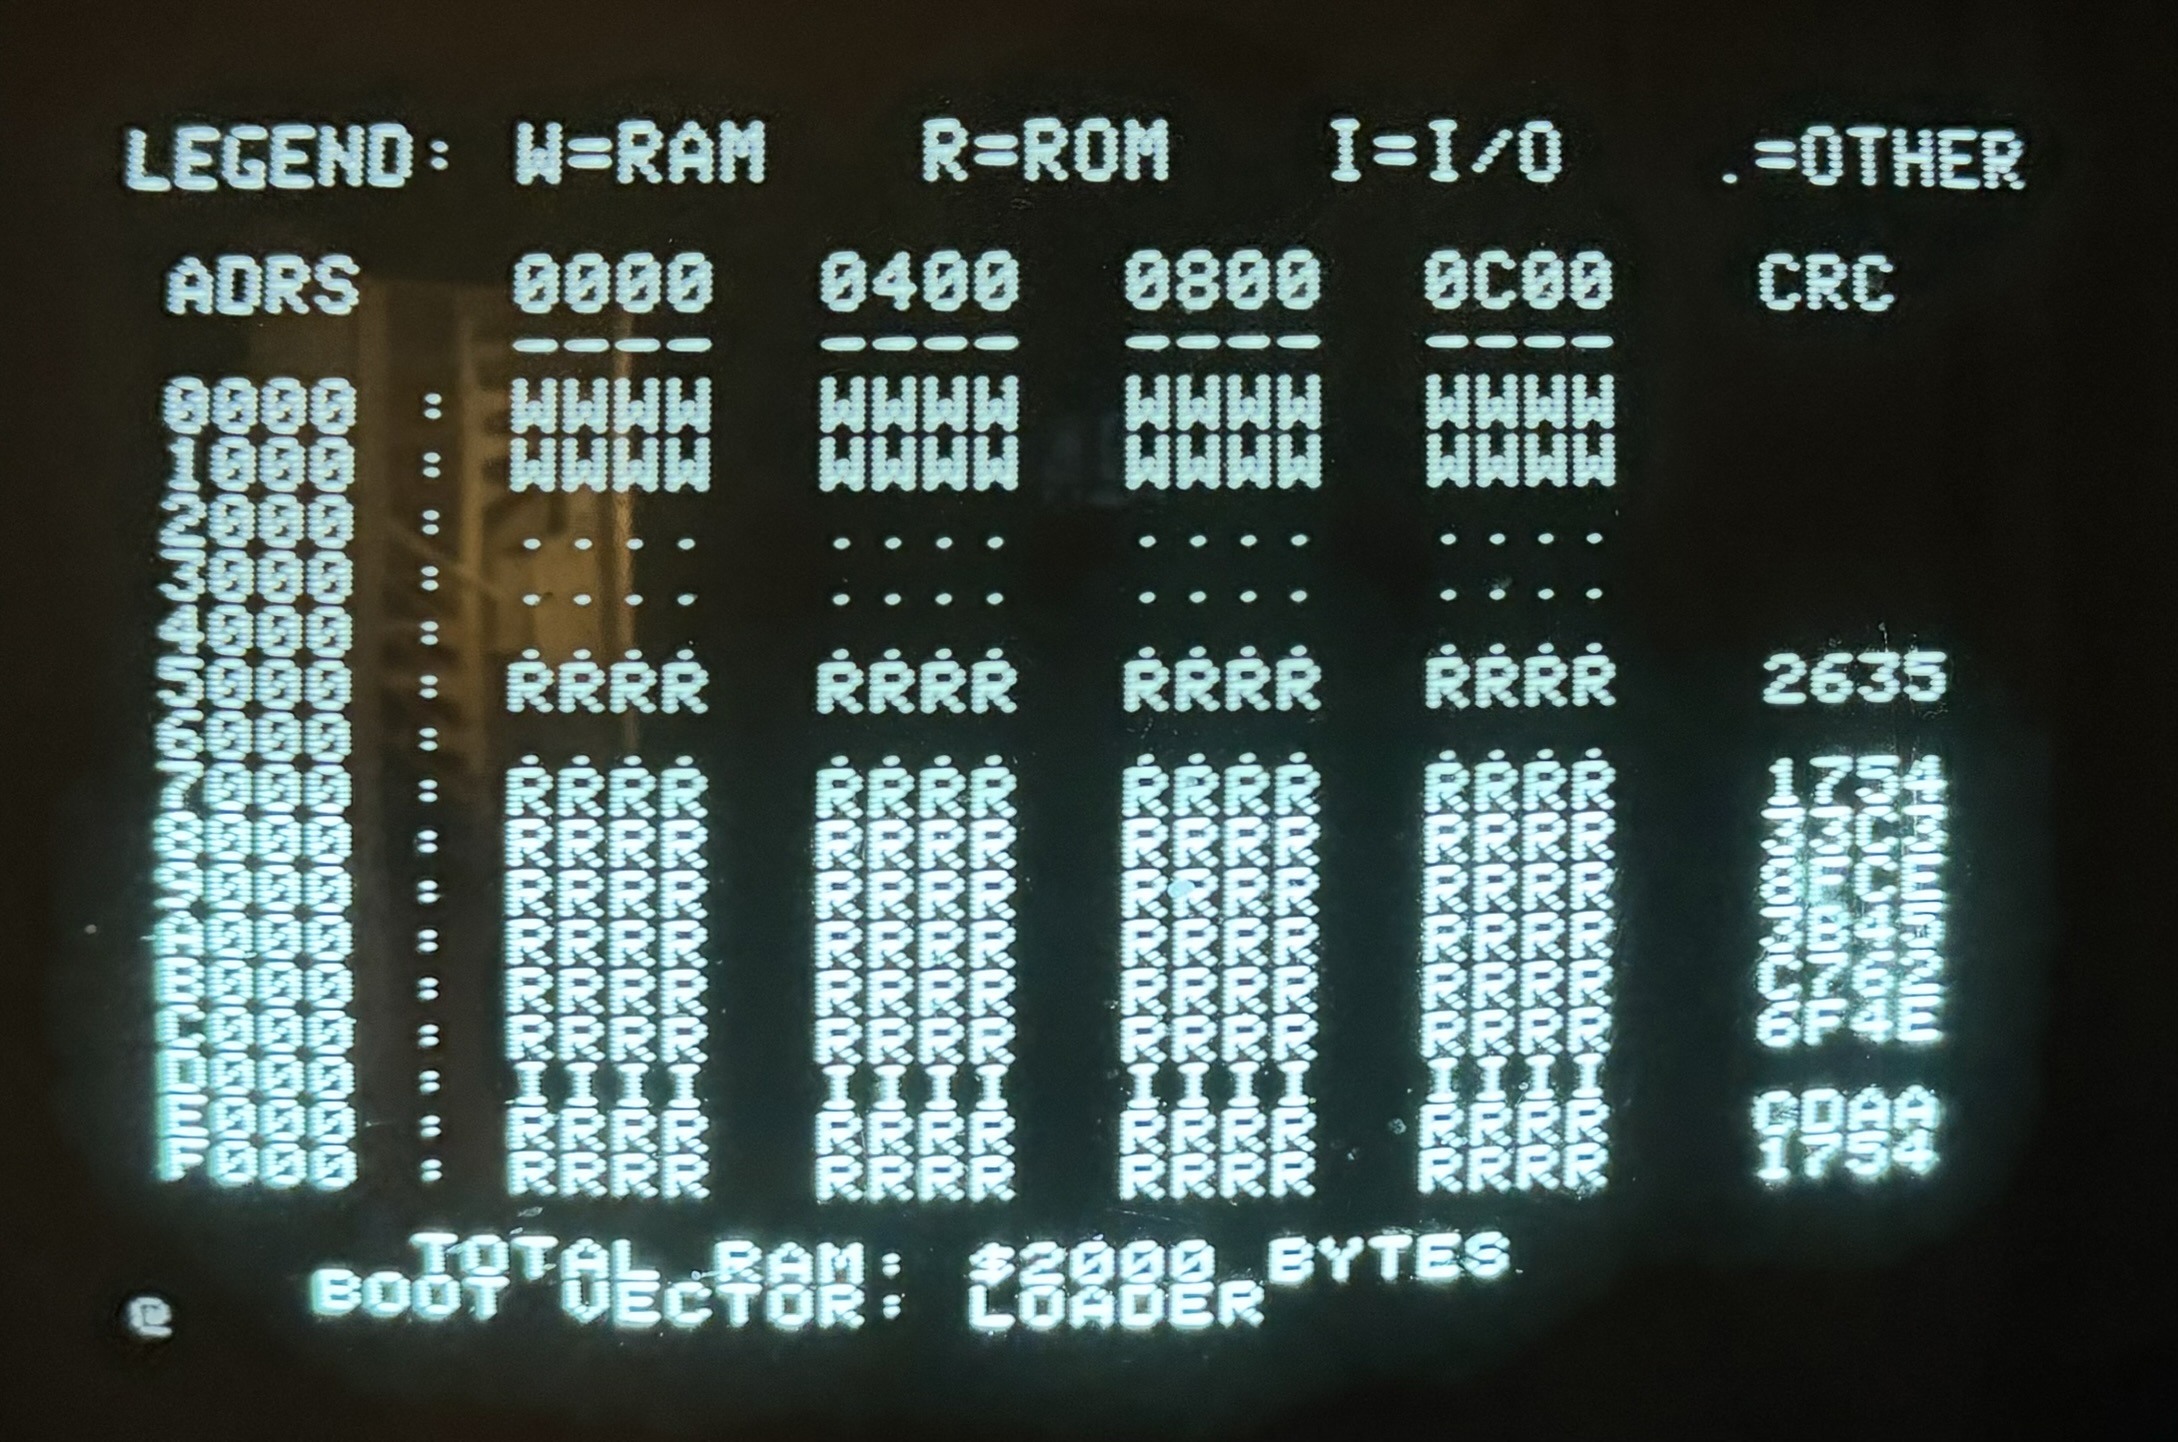 LEGEND: W=RAM R=ROM I=I/O .=OTHER
ADRS 0000 0400 0800 0C00 CRC
---- ---- ---- ----
0000 : WWWW WWWW WWWW WWWW
1000 : WWWW WWWW WWWW WWWW
2000 : .... .... .... ....
3000 : .... .... .... ....
4000 : .... .... .... ....
5000 : RRRR RRRR RRRR RRRR 2635
6000 : .... .... .... ....
7000 : RRRR RRRR RRRR RRRR 1754
8000 : RRRR RRRR RRRR RRRR
9000 : RRRR RRRR RRRR RRRR
A000 : RRRR RRRR RRRR RRRR
B000 : RRRR RRRR RRRR RRRR C762
C000 : RRRR RRRR RRRR RRRR 6F4E
D000 : IIII IIII IIII IIII
E000 : RRRR RRRR RRRR RRRR CDAA
F000 : RRRR RRRR RRRR RRRR 1754
TOTAL RAM: $2000 BYTES
BOOT VECTOR: LOADER